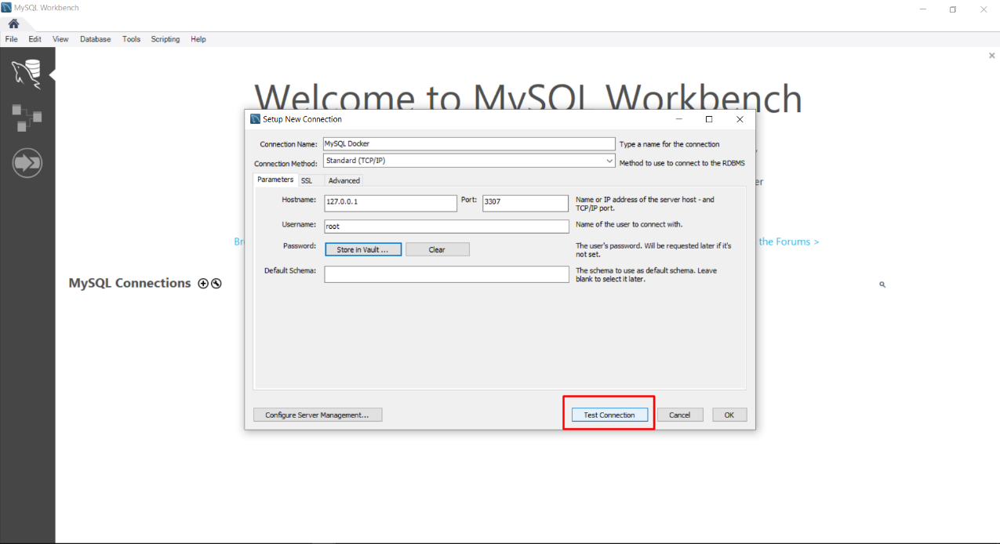 MySQL Workbench
File Edit View Database Tools Scripting Help
Welcome to MySQL Workbench
Setup New Connection
Connection Name: MySQL Docker Type a name for the connection
Connection Method: Standard (TCP/IP) Method to use to connect to the RDBMS
Parameters SSL Advanced
er
Hostname: 127.0.0.1 Port: 3307 Name or IP address of the server host - and
TCP/IP port.
Username: root Name of the user to connect with.
Br
the Forums >
Password: Store in Vault ... Clear The user's password. Will be requested later if it's
not set.
Default Schema: The schema to use as default schema. Leave
blank to select it later.
MySQL Connections
Configure Server Management... Test Connection Cancel OK